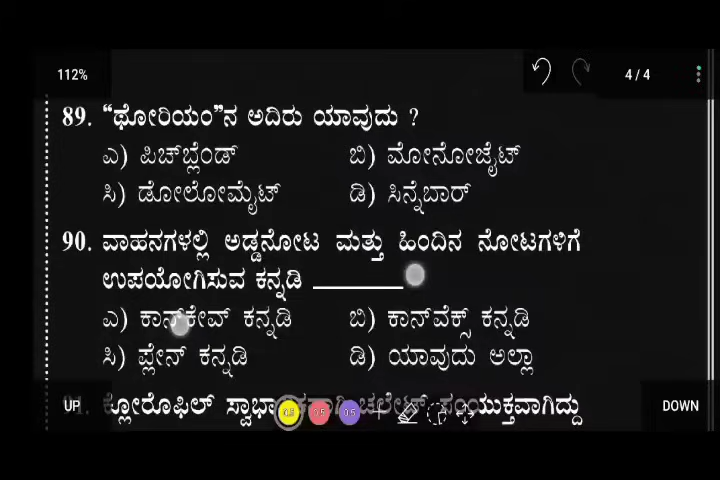 112%
4/4
89. “ಥೋರಿಯಂ”ನ ಅದಿರು ಯಾವುದು ?
ಎ) ಪಿಚ್‌ಬ್ಲೆಂಡ್ ಬಿ) ಮೋನೋಜೈಟ್
ಸಿ) ಡೋಲೋಮೈಟ್ ಡಿ) ಸಿನ್ನೆಬಾರ್
90. ವಾಹನಗಳಲ್ಲಿ ಅಡ್ಡನೋಟ ಮತ್ತು ಹಿಂದಿನ ನೋಟಗಳಿಗೆ
ಉಪಯೋಗಿಸುವ ಕನ್ನಡಿ ________
ಎ) ಕಾನ್‌ಕೇವ್ ಕನ್ನಡಿ ಬಿ) ಕಾನ್‌ವೆಕ್ಸ್ ಕನ್ನಡಿ
ಸಿ) ಪ್ಲೇನ್ ಕನ್ನಡಿ ಡಿ) ಯಾವುದು ಅಲ್ಲಾ
UP ಕ್ಲೋರೊಫಿಲ್ ಚಲೇಟ್ ಸಂಯುಕ್ತವಾಗಿದ್ದು DOWN